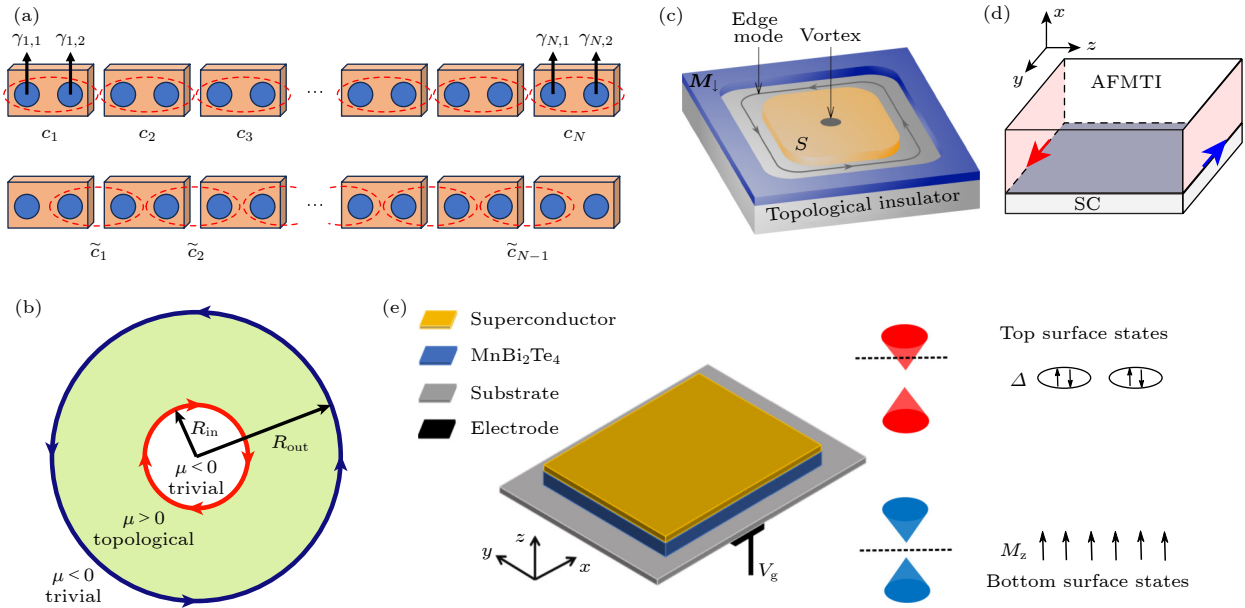 (a)
γ1,1
γ1,2
γN,1
γN,2
...
c1
c2
c3
cN
...
c̃1
c̃2
c̃N−1
(b)
Rin
Rout
μ<0
trivial
μ>0
topological
μ<0
trivial
(c)
Edge
mode
Vortex
M↓
S
Topological insulator
(d)
x
z
y
AFMTI
SC
(e)
Superconductor
MnBi2Te4
Substrate
Electrode
z
y
x
Vg
Top surface states
Δ
Mz
Bottom surface states